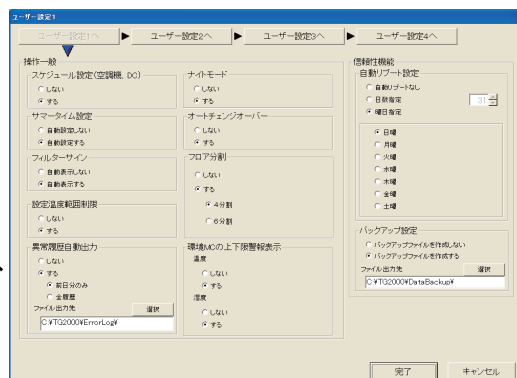 ユーザー設定1
ユーザー設定1へ
ユーザー設定2へ
ユーザー設定3へ
ユーザー設定4へ
操作一般
スケジュール設定(空調機、DC)
しない
する
サマータイム設定
自動設定しない
自動設定する
フィルターサイン
自動表示しない
自動表示する
設定温度範囲制限
しない
する
異常履歴自動出力
しない
する
前日分のみ
全履歴
ファイル出力先
選択
C:¥TG2000¥ErrorLog¥
ナイトモード
しない
する
オートチェンジオーバー
しない
する
フロア分割
しない
する
4分割
6分割
環境MCの上下限警報表示
温度
しない
する
湿度
しない
する
信頼性機能
自動リブート設定
自動リブートなし
日数指定
31
曜日指定
日曜
月曜
火曜
水曜
木曜
金曜
土曜
バックアップ設定
バックアップファイルを作成しない
バックアップファイルを作成する
ファイル出力先
選択
C:¥TG2000¥DataBackup¥
完了
キャンセル